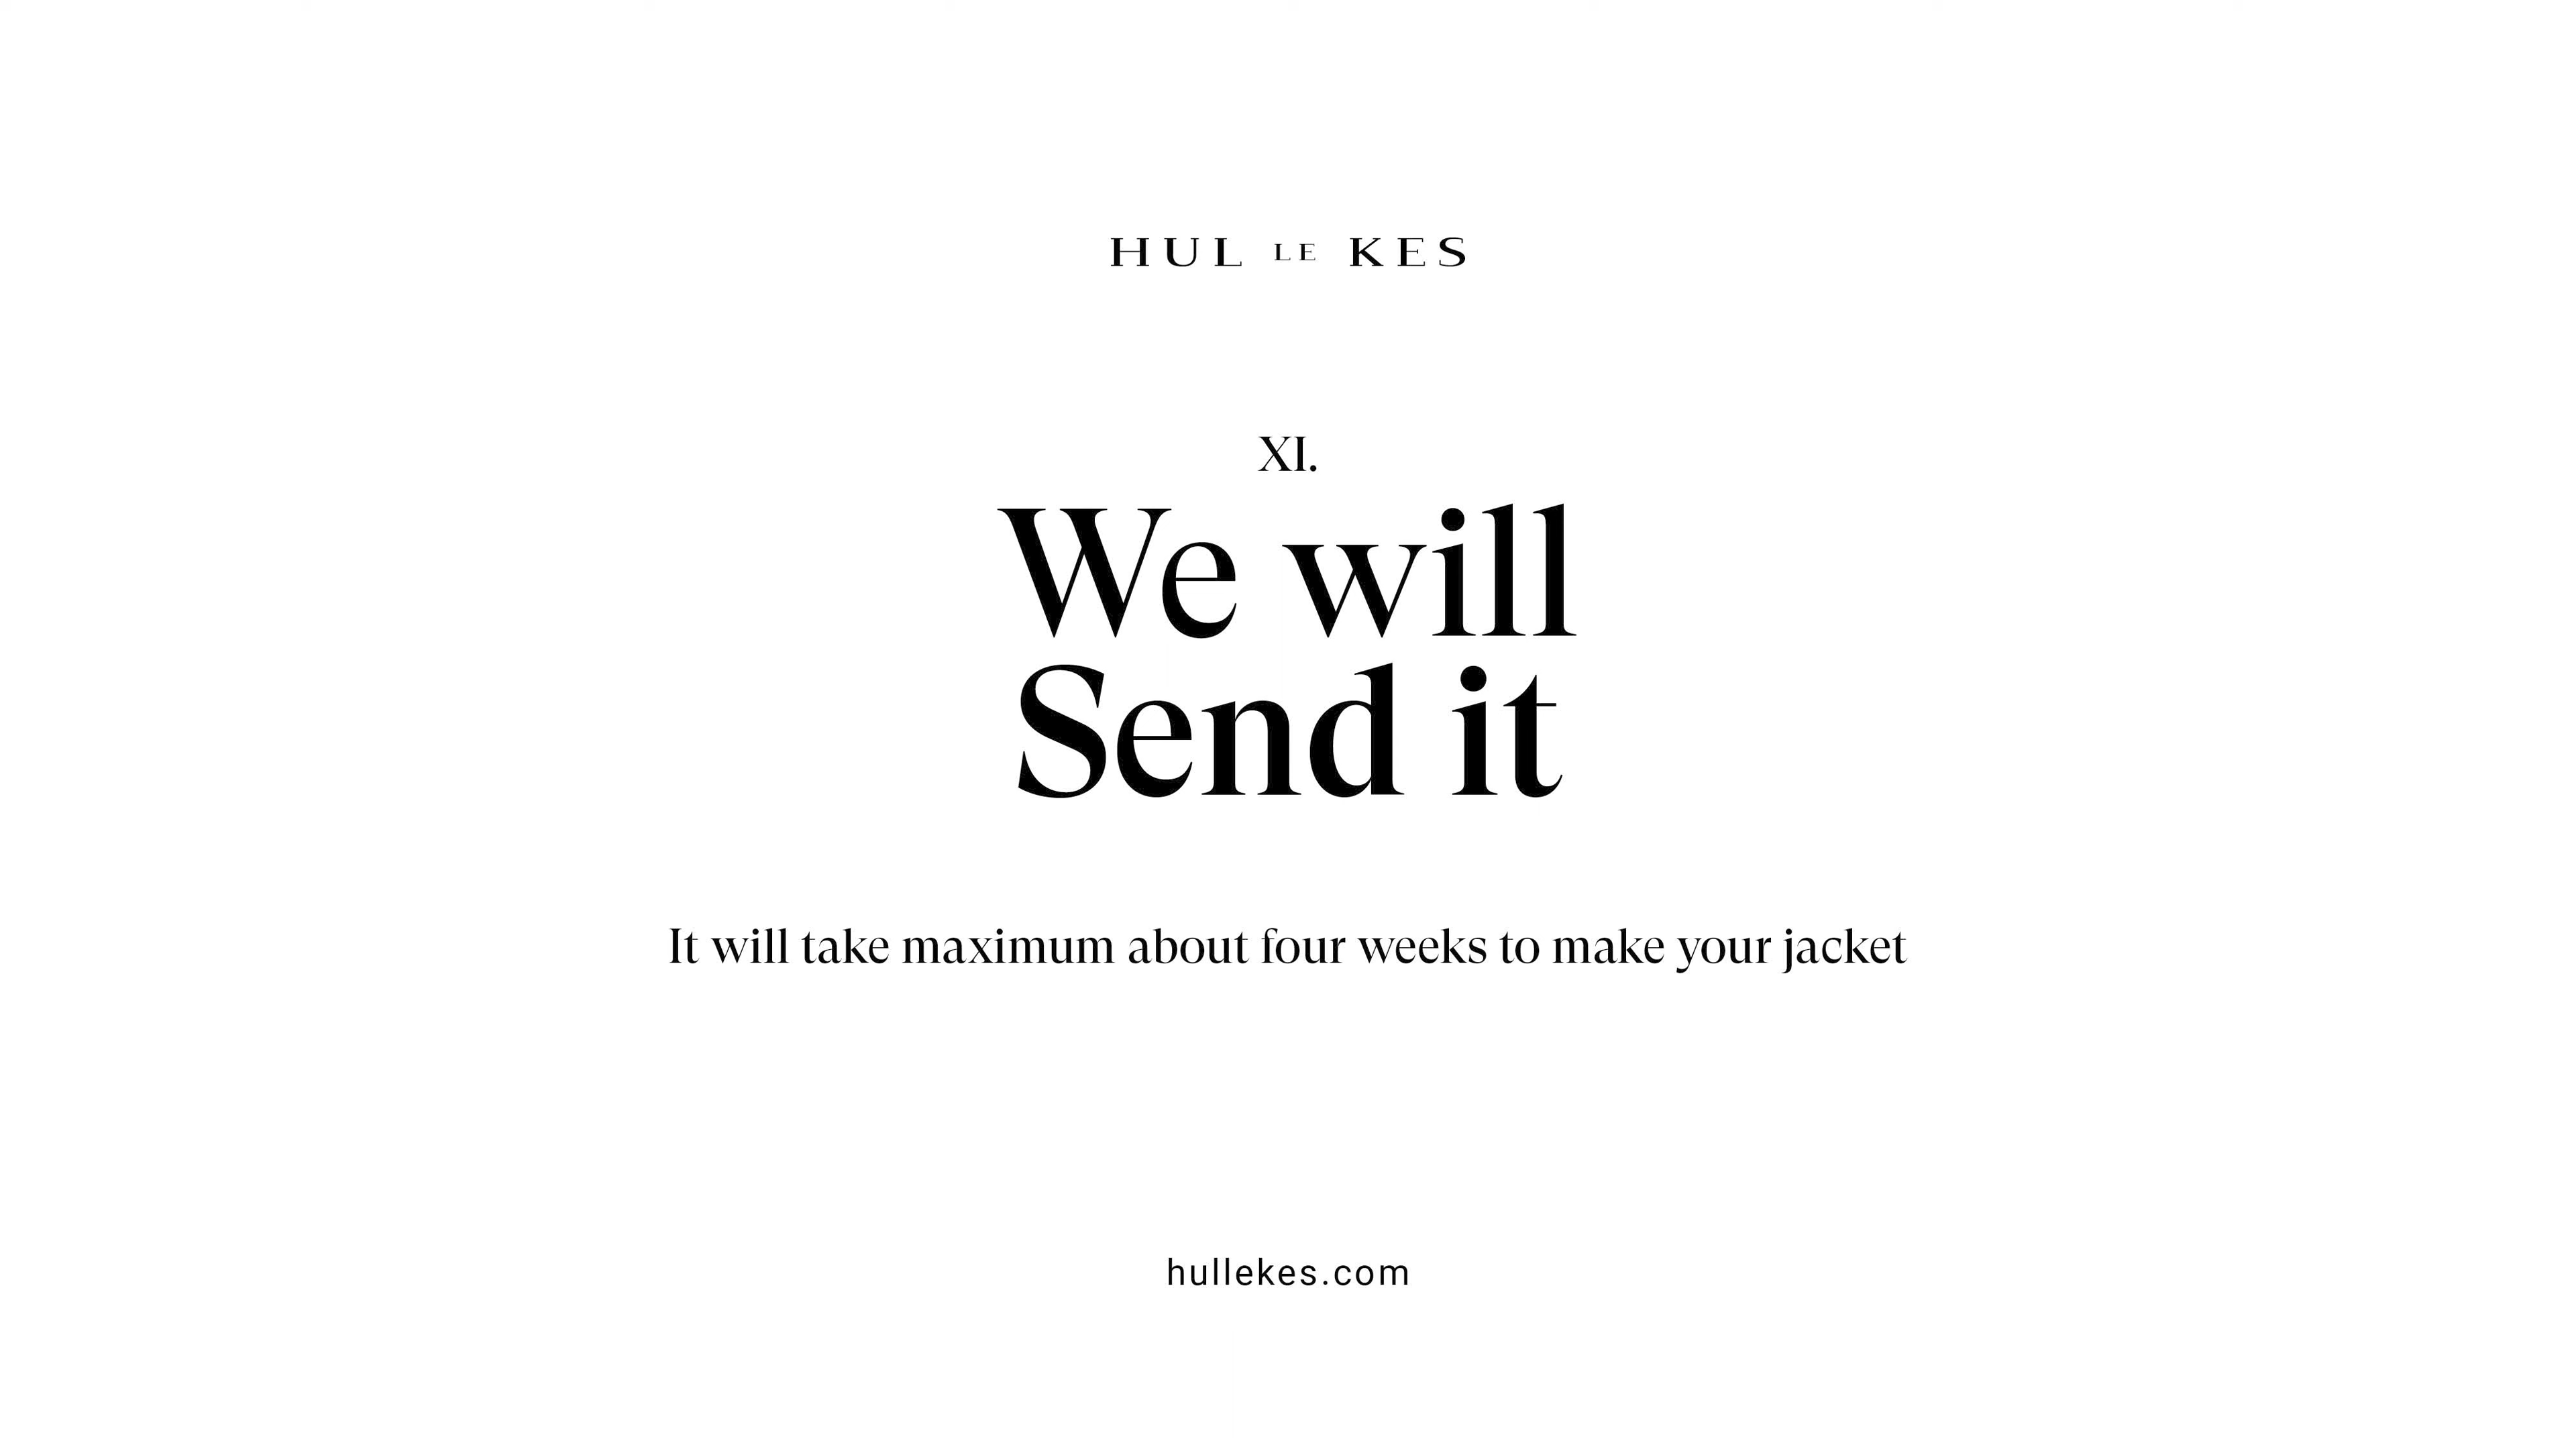 HUL LE KES
XI.
We will
Send it
It will take maximum about four weeks to make your jacket
hullekes.com